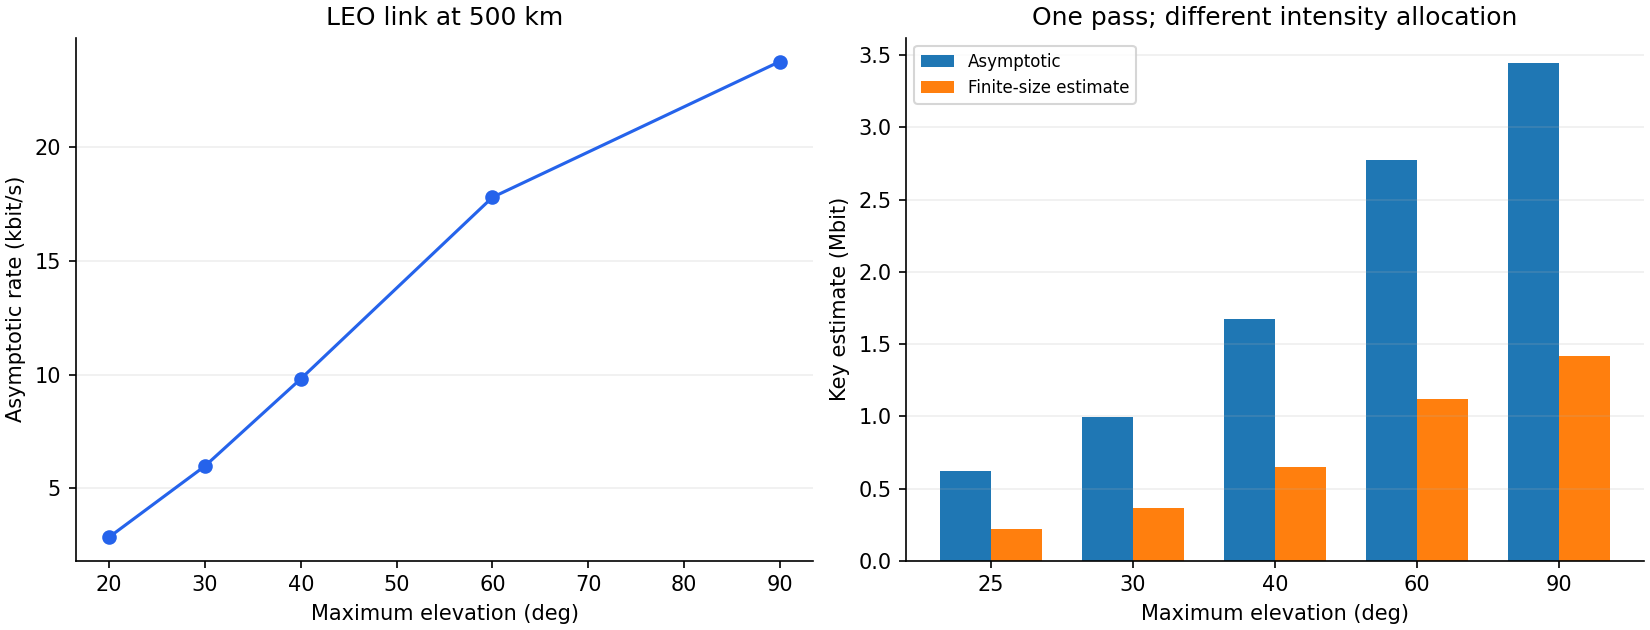 LEO link at 500 km
Asymptotic rate (kbit/s)
20
15
10
5
20 30 40 50 60 70 80 90
Maximum elevation (deg)
One pass; different intensity allocation
Asymptotic
Finite-size estimate
Key estimate (Mbit)
3.5
3.0
2.5
2.0
1.5
1.0
0.5
0.0
25 30 40 60 90
Maximum elevation (deg)